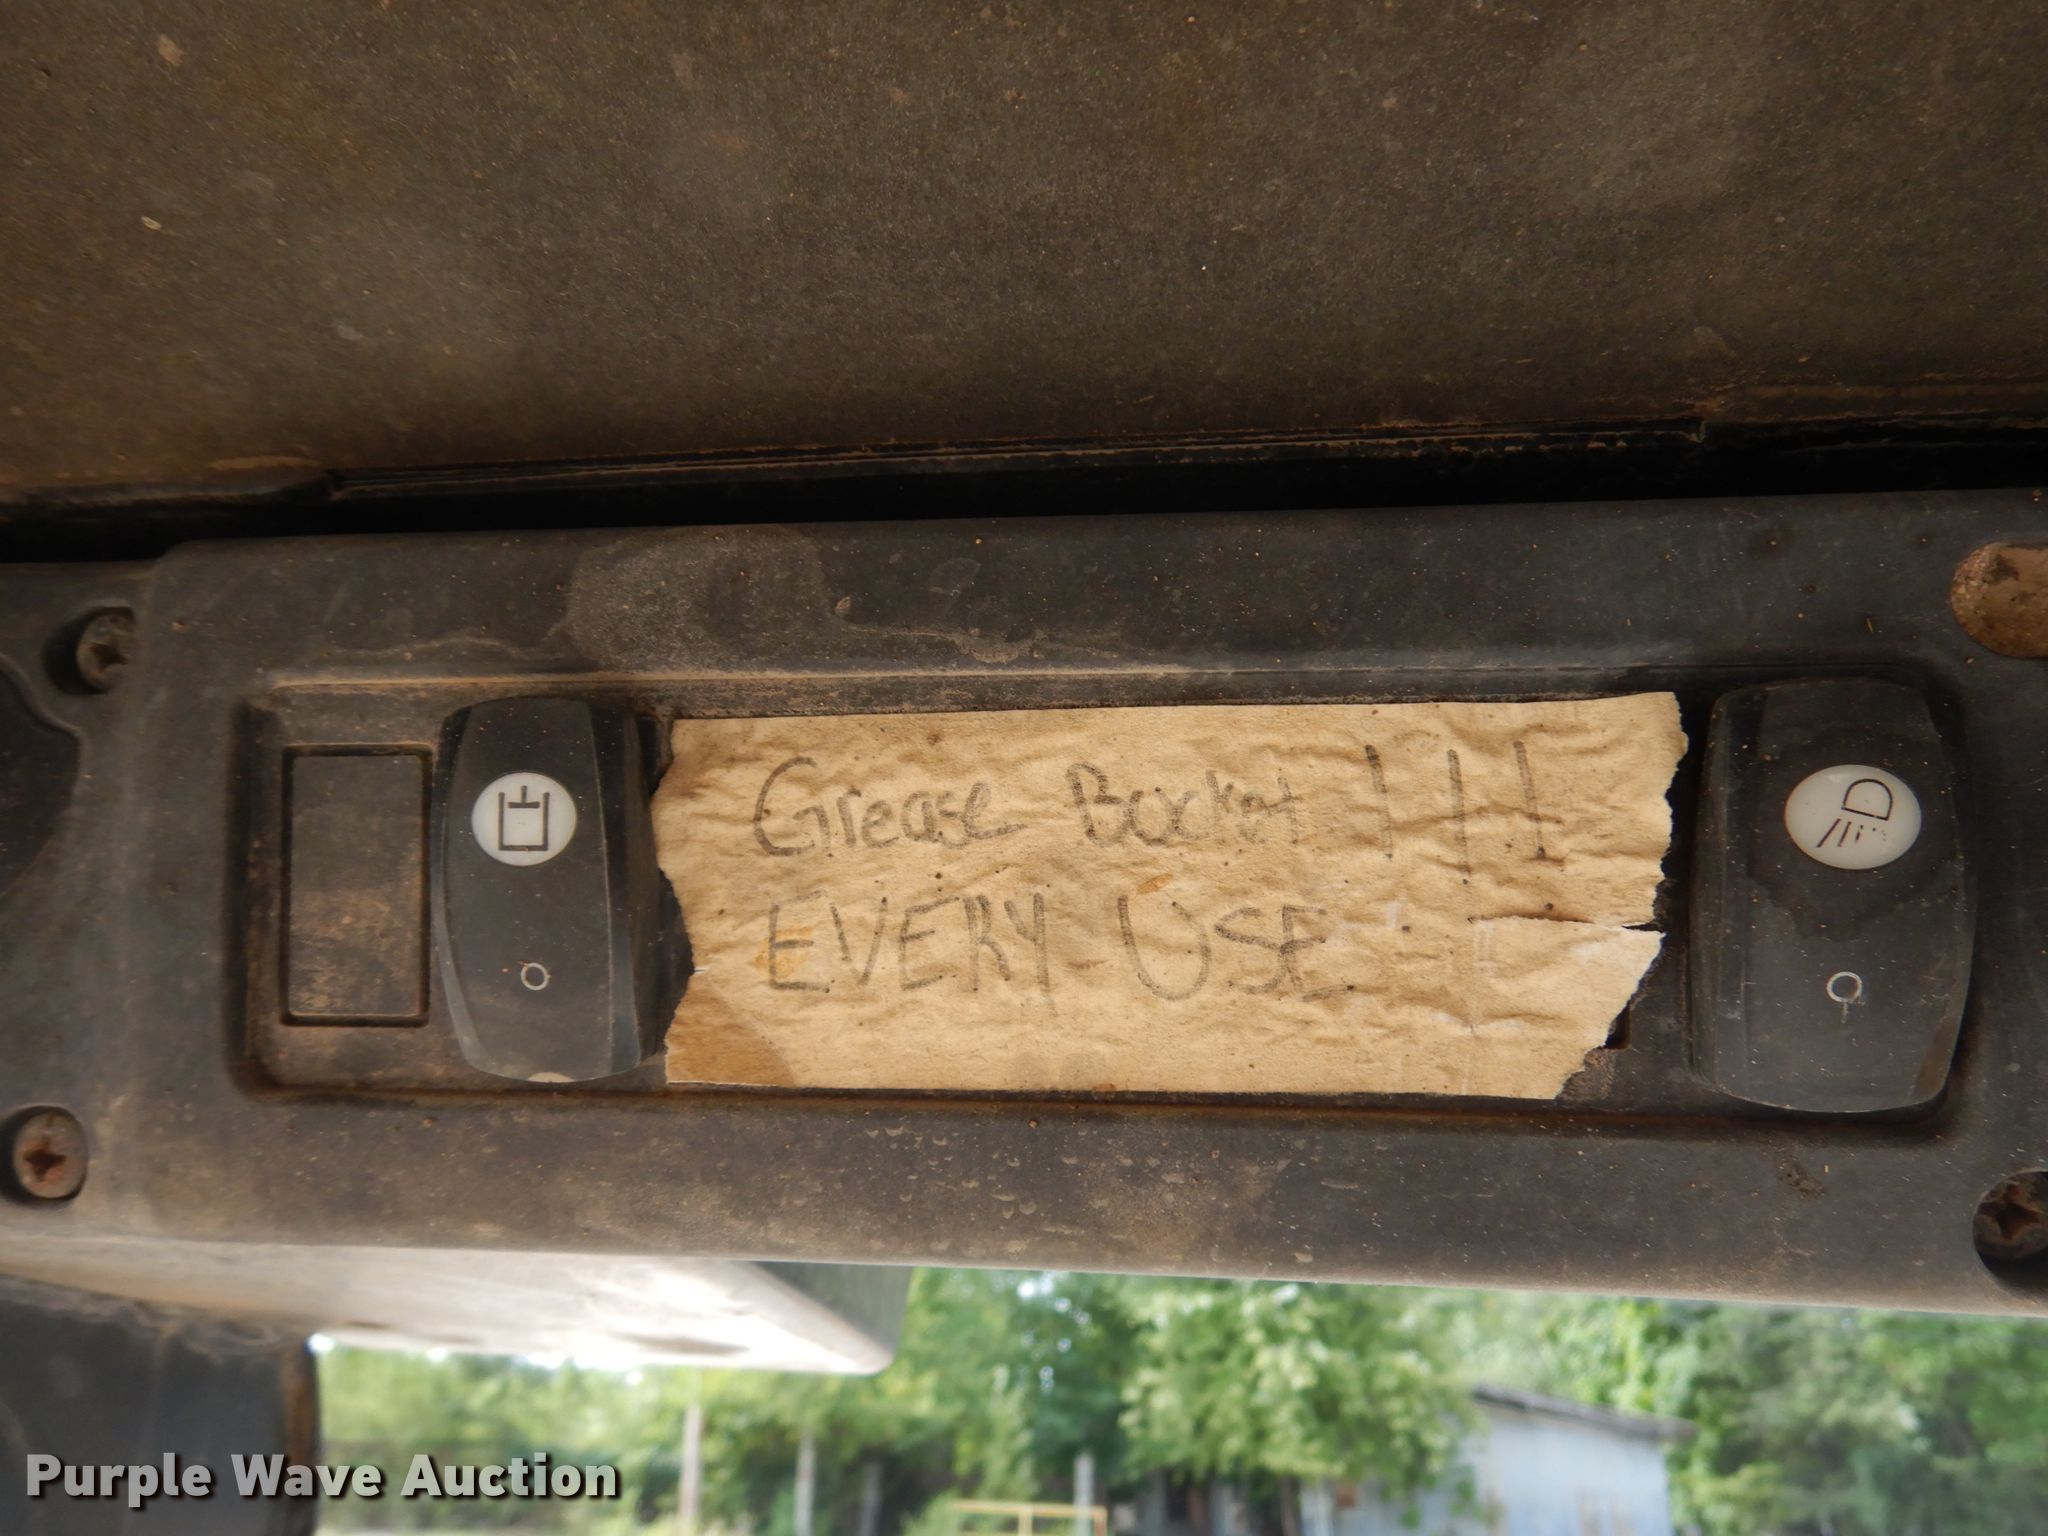 Grease Bucket !!!
EVERY USE
Purple Wave Auction